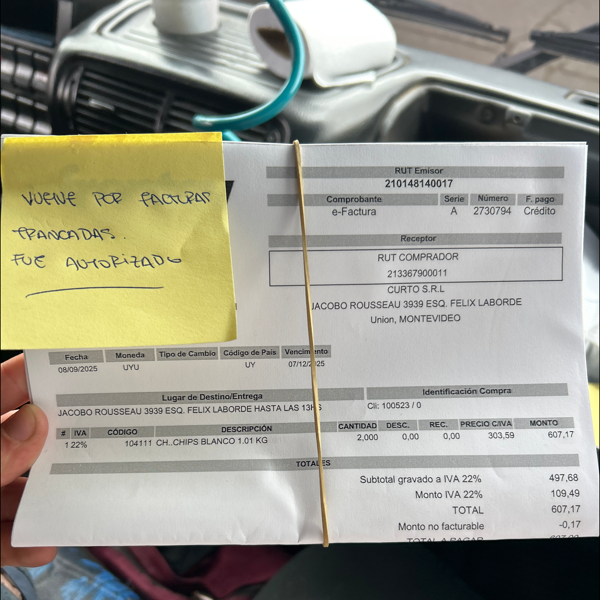 VUELVE POR FACTURAS
TRANCADAS.
FUE AUTORIZADO
RUT Emisor
210148140017
Comprobante Serie Número F. pago
e-Factura A 2730794 Crédito
Receptor
RUT COMPRADOR
213367900011
CURTO S.R.L
JACOBO ROUSSEAU 3939 ESQ. FELIX LABORDE
Union, MONTEVIDEO
Fecha Moneda Tipo de Cambio Código de País Vencimiento
08/09/2025 UYU UY 07/12/2025
Lugar de Destino/Entrega Identificación Compra
JACOBO ROUSSEAU 3939 ESQ. FELIX LABORDE HASTA LAS 13HS Cli: 100523 / 0
# IVA CÓDIGO DESCRIPCIÓN CANTIDAD DESC. REC. PRECIO C/IVA MONTO
1 22% 104111 CH..CHIPS BLANCO 1.01 KG 2,000 0,00 0,00 303,59 607,17
TOTALES
Subtotal gravado a IVA 22% 497,68
Monto IVA 22% 109,49
TOTAL 607,17
Monto no facturable -0,17
TOTAL A PAGAR